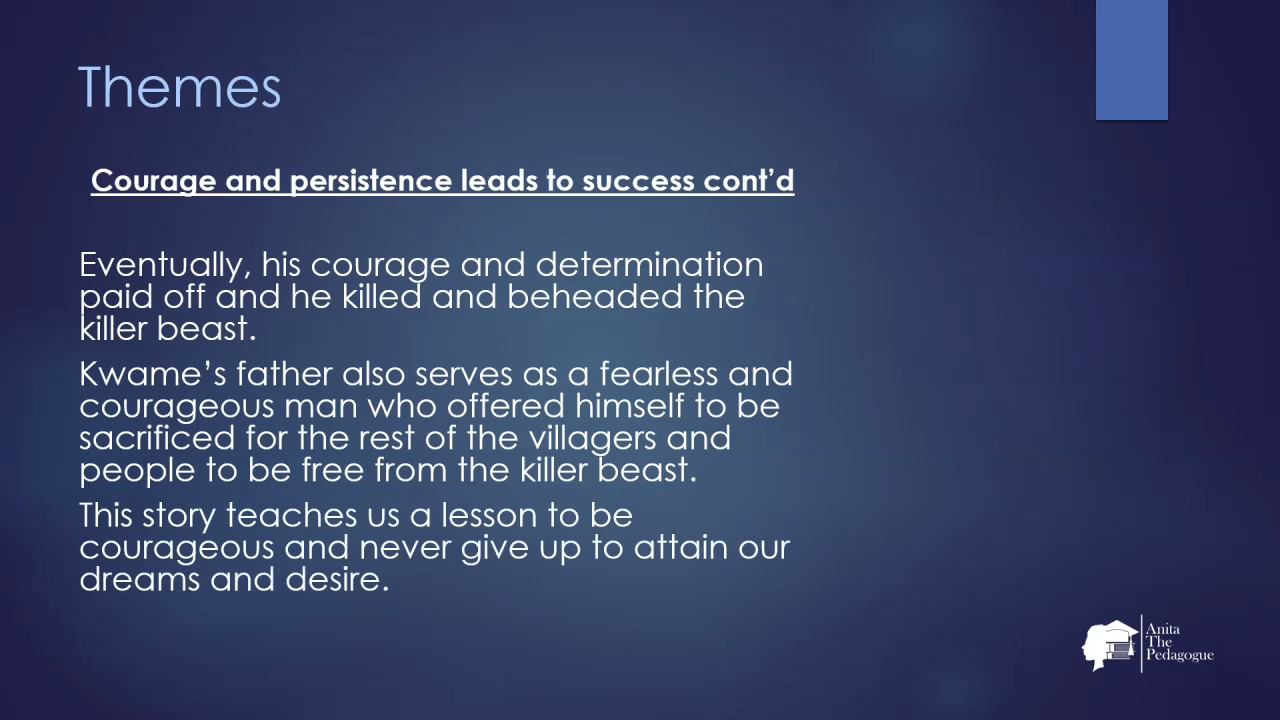 Themes
Courage and persistence leads to success cont’d
Eventually, his courage and determination
paid off and he killed and beheaded the
killer beast.
Kwame’s father also serves as a fearless and
courageous man who offered himself to be
sacrificed for the rest of the villagers and
people to be free from the killer beast.
This story teaches us a lesson to be
courageous and never give up to attain our
dreams and desire.
Anita
The
Pedagogue